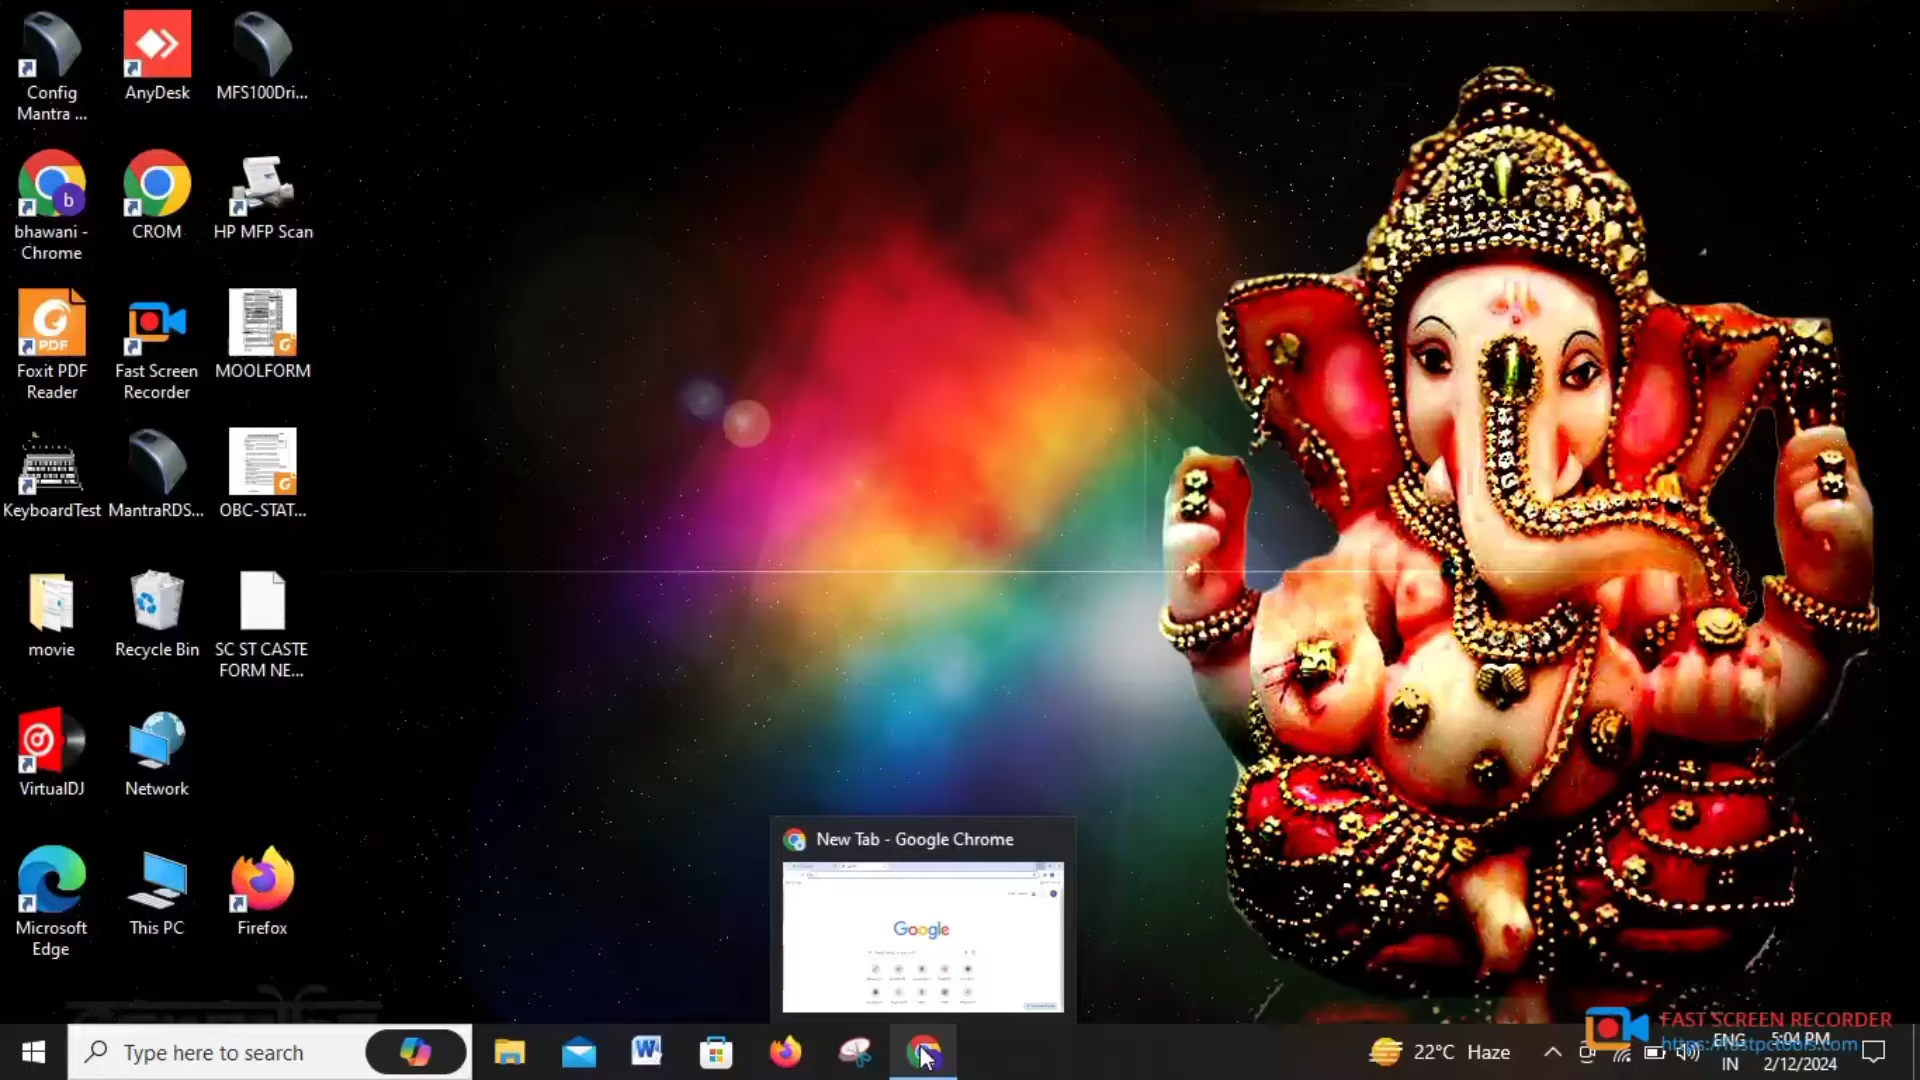 Config
Mantra ...
AnyDesk
MFS100Dri...
b
bhawani -
Chrome
CROM
HP MFP Scan
PDF
Foxit PDF
Reader
Fast Screen
Recorder
MOOLFORM
KeyboardTest
MantraRDS...
OBC-STAT...
movie
Recycle Bin
SC ST CASTE
FORM NE...
VirtualDJ
Network
Microsoft
Edge
This PC
Firefox
New Tab - Google Chrome
Google
Type here to search
W
22°C Haze
FAST SCREEN RECORDER
ENG
IN
5:04 PM
2/12/2024